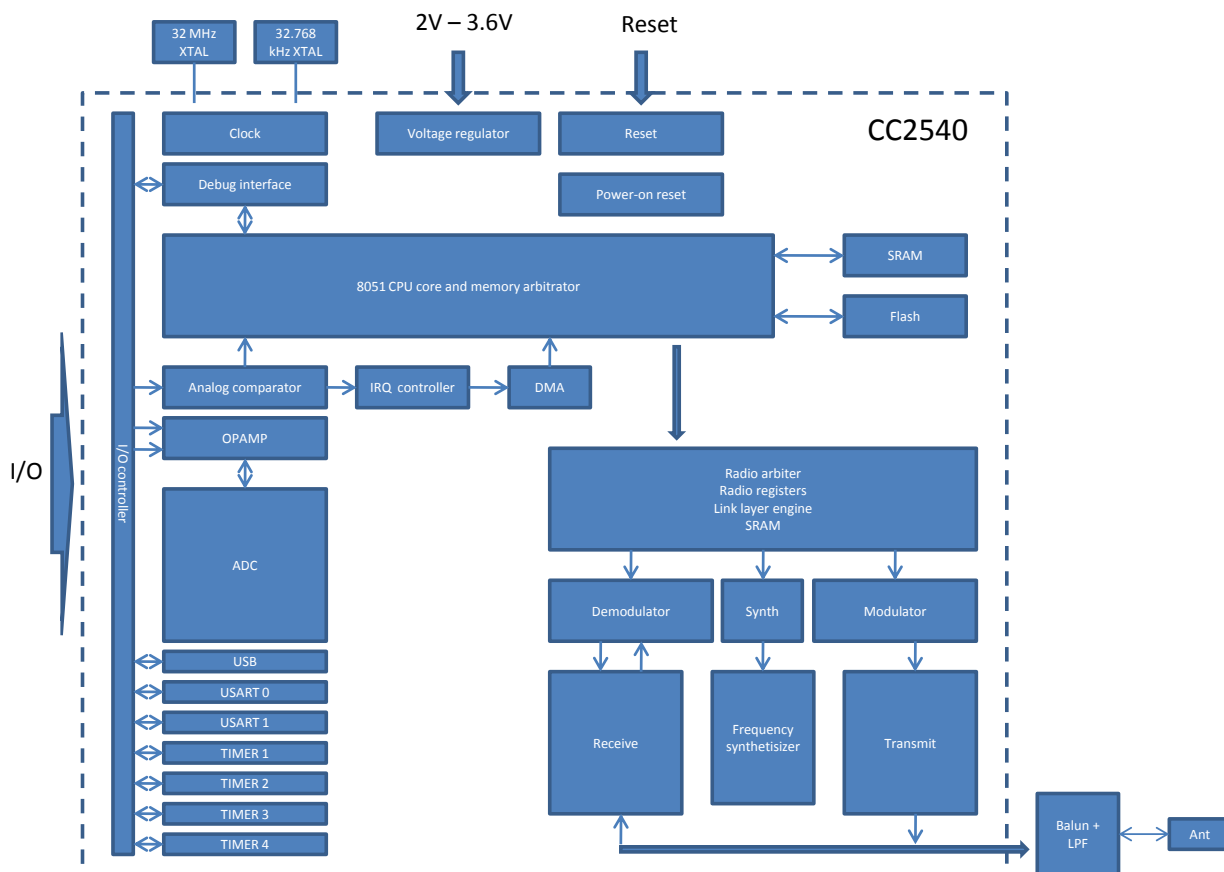 32 MHz
XTAL
32.768
kHz XTAL
2V – 3.6V
Reset
CC2540
Clock
Voltage regulator
Reset
Debug interface
Power-on reset
8051 CPU core and memory arbitrator
SRAM
Flash
Analog comparator
IRQ controller
DMA
OPAMP
I/O
I/O controller
Radio arbiter
Radio registers
Link layer engine
SRAM
ADC
Demodulator
Synth
Modulator
USB
USART 0
USART 1
TIMER 1
TIMER 2
TIMER 3
TIMER 4
Receive
Frequency
synthetisizer
Transmit
Balun +
LPF
Ant